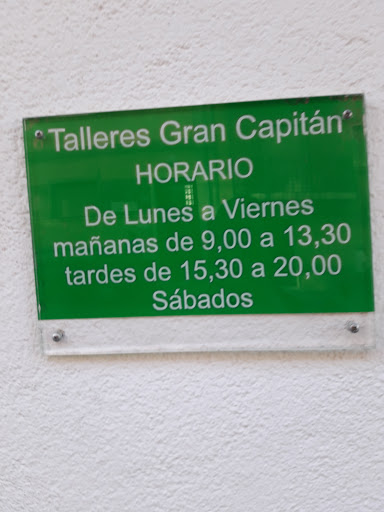 Talleres Gran Capitán
HORARIO
De Lunes a Viernes
mañanas de 9,00 a 13,30
tardes de 15,30 a 20,00
Sábados